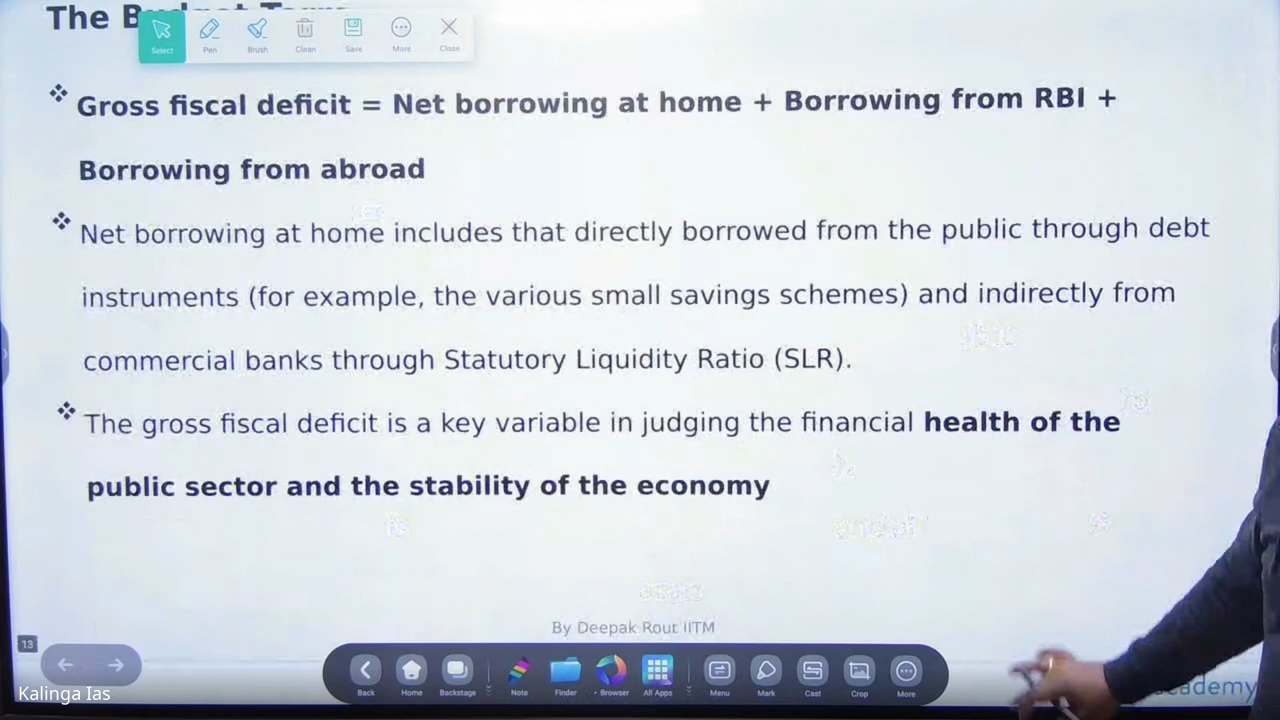 The Budget
Select Pen Brush Clean Save More Close
❖ Gross fiscal deficit = Net borrowing at home + Borrowing from RBI +
Borrowing from abroad
❖ Net borrowing at home includes that directly borrowed from the public through debt
instruments (for example, the various small savings schemes) and indirectly from
commercial banks through Statutory Liquidity Ratio (SLR).
❖ The gross fiscal deficit is a key variable in judging the financial health of the
public sector and the stability of the economy
By Deepak Rout IITM
13
Back Home Backstage Note Finder Browser All Apps Menu Mark Cast Crop More
Kalinga Ias
academy